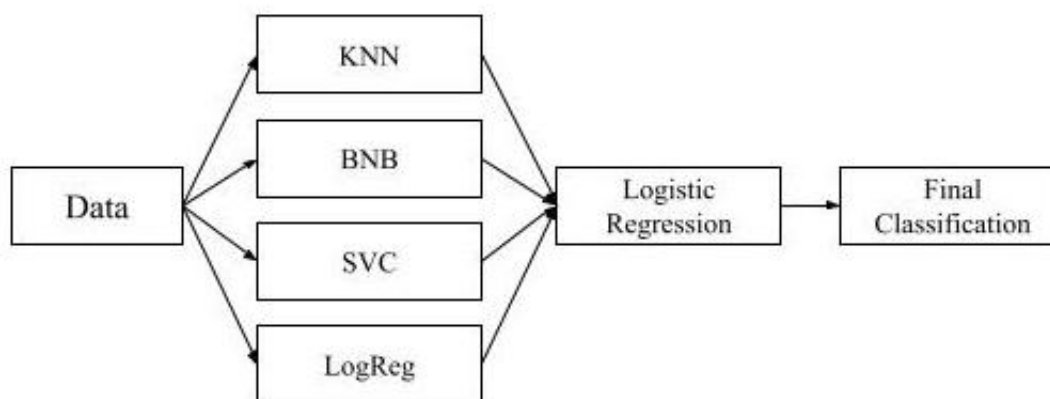 Data
KNN
BNB
SVC
LogReg
Logistic
Regression
Final
Classification